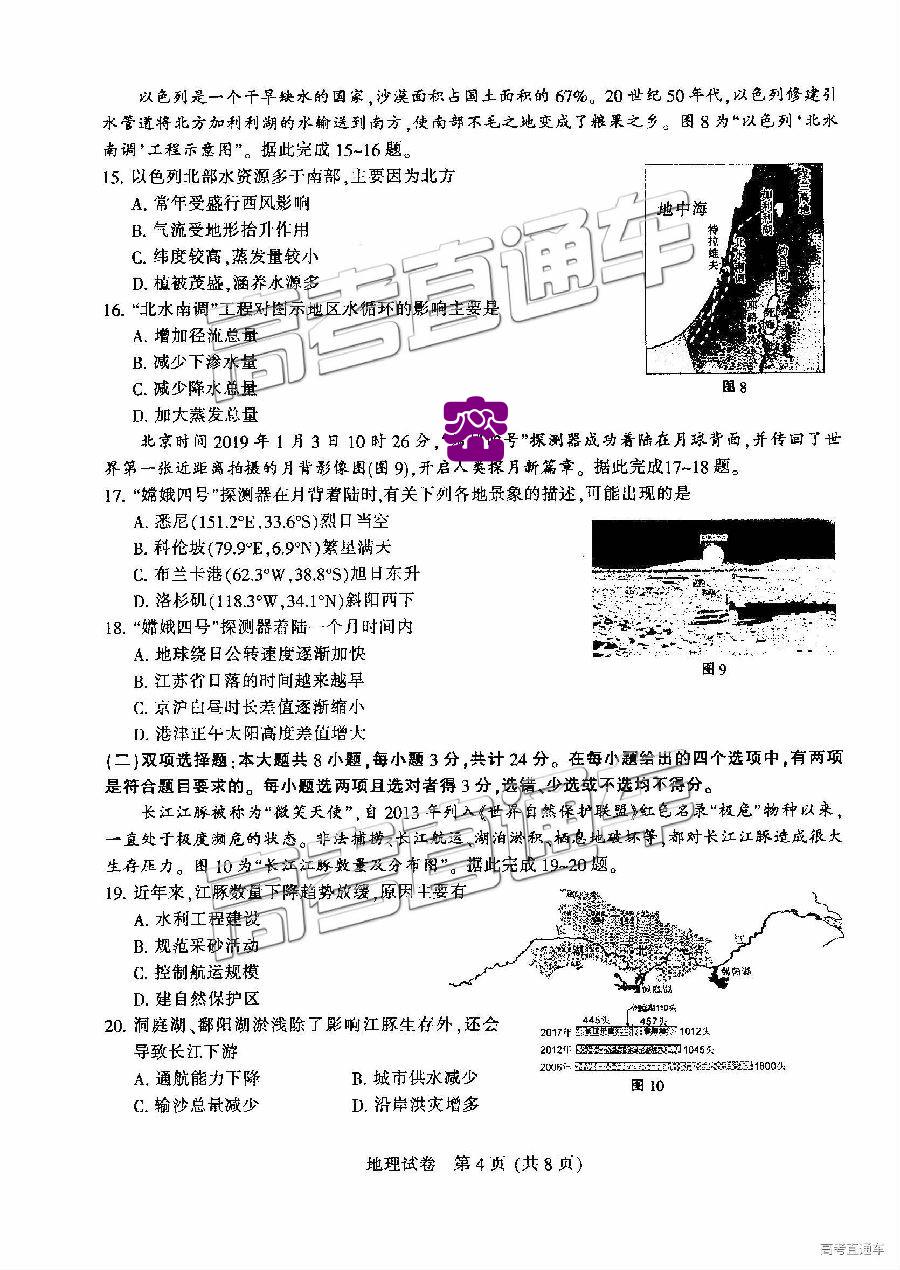 以色列是一个干旱缺水的国家,沙漠面积占国土面积的67%。20世纪50年代,以色列修建引
水管道将北方加利利湖的水输送到南方,使南部不毛之地变成了粮果之乡。图8为“以色列‘北水
南调’工程示意图”。据此完成15~16题。
15. 以色列北部水资源多于南部,主要因为北方
A. 常年受盛行西风影响
B. 气流受地形抬升作用
C. 纬度较高,蒸发量较小
D. 植被茂盛,涵养水源多
地中海
特拉维夫
加利利湖
死海
图8
16. “北水南调”工程对图示地区水循环的影响主要是
A. 增加径流总量
B. 减少下渗水量
C. 减少降水总量
D. 加大蒸发总量
北京时间2019年1月3日10时26分,“号”探测器成功着陆在月球背面,并传回了世
界第一张近距离拍摄的月背影像图(图9),开启人类探月新篇章。据此完成17~18题。
17. “嫦娥四号”探测器在月背着陆时,有关下列各地景象的描述,可能出现的是
A. 悉尼(151.2°E,33.6°S)烈日当空
B. 科伦坡(79.9°E,6.9°N)繁星满天
C. 布兰卡港(62.3°W,38.8°S)旭日东升
D. 洛杉矶(118.3°W,34.1°N)斜阳西下
图9
18. “嫦娥四号”探测器着陆一个月时间内
A. 地球绕日公转速度逐渐加快
B. 江苏省日落的时间越来越早
C. 京沪白昼时长差值逐渐缩小
D. 港津正午太阳高度差值增大
(二)双项选择题:本大题共8小题,每小题3分,共计24分。在每小题给出的四个选项中,有两项
是符合题目要求的。每小题选两项且选对者得3分,选错、少选或不选均不得分。
长江江豚被称为“微笑天使”,自2013年列入《世界自然保护联盟》红色名录“极危”物种以来,
一直处于极度濒危的状态。非法捕捞、长江航运、湖泊淤积、栖息地破坏等,都对长江江豚造成很大
生存压力。图10为“长江江豚数量及分布图”。据此完成19~20题。
19. 近年来,江豚数量下降趋势放缓,原因主要有
A. 水利工程建设
B. 规范采砂活动
C. 控制航运规模
D. 建自然保护区
鄱阳湖
洞庭湖
洞庭湖110头
445头 457头
2017年 1012头
2012年 1045头
2006年 1800头
图10
20. 洞庭湖、鄱阳湖淤浅除了影响江豚生存外,还会
导致长江下游
A. 通航能力下降 B. 城市供水减少
C. 输沙总量减少 D. 沿岸洪灾增多
地理试卷 第4页(共8页)
高考直通车
高考直通车
高考直通车